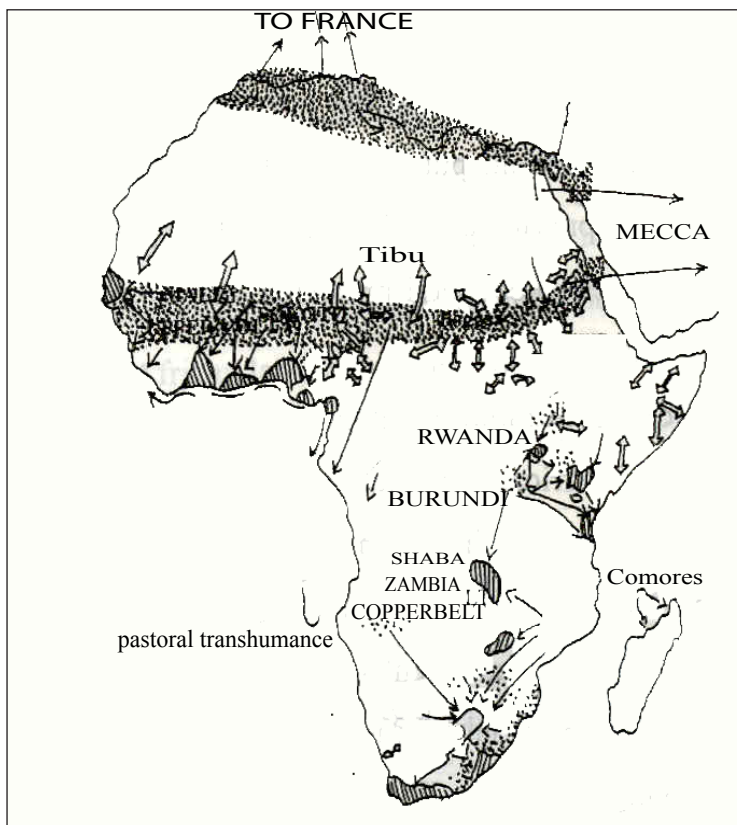 TO FRANCE
MECCA
Tibu
RWANDA
BURUNDI
SHABA
ZAMBIA
COPPERBELT
Comores
pastoral transhumance